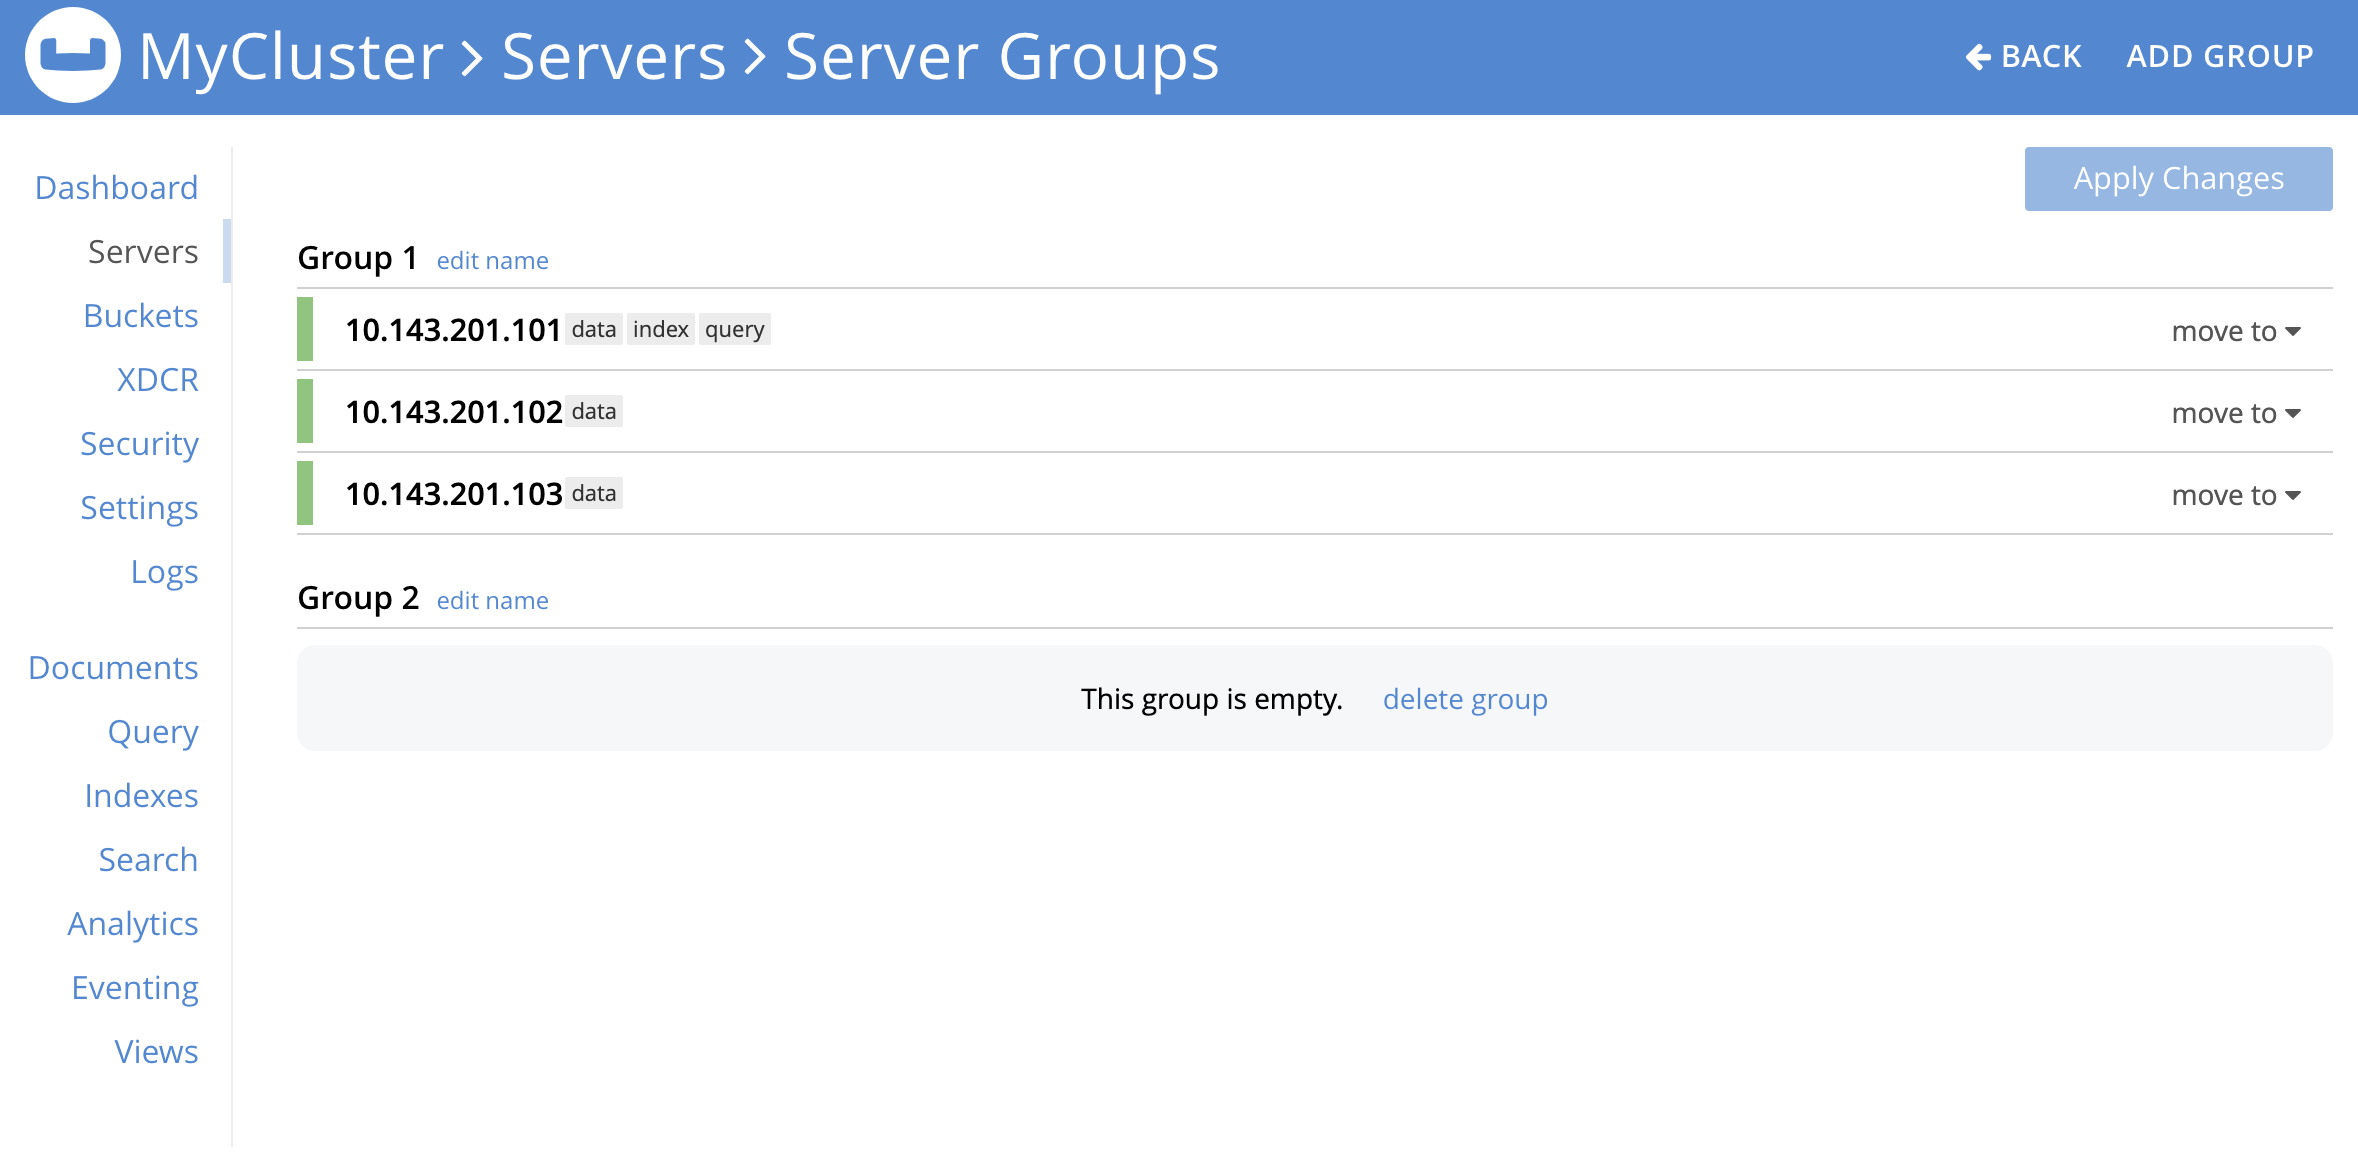 MyCluster > Servers > Server Groups
BACK ADD GROUP
Dashboard
Servers
Buckets
XDCR
Security
Settings
Logs
Documents
Query
Indexes
Search
Analytics
Eventing
Views
Apply Changes
Group 1 edit name
10.143.201.101 data index query move to
10.143.201.102 data move to
10.143.201.103 data move to
Group 2 edit name
This group is empty. delete group